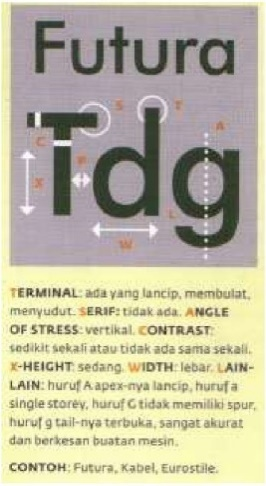 Futura
Tdg
S
T
A
C
R
X
L
W
TERMINAL: ada yang lancip, membulat,
menyudut. SERIF: tidak ada. ANGLE
OF STRESS: vertikal. CONTRAST:
sedikit sekali atau tidak ada sama sekali.
X-HEIGHT: sedang. WIDTH: lebar. LAIN-
LAIN: huruf A apex-nya lancip, huruf a
single storey, huruf G tidak memiliki spur,
huruf g tail-nya terbuka, sangat akurat
dan berkesan buatan mesin.
CONTOH: Futura, Kabel, Eurostile.